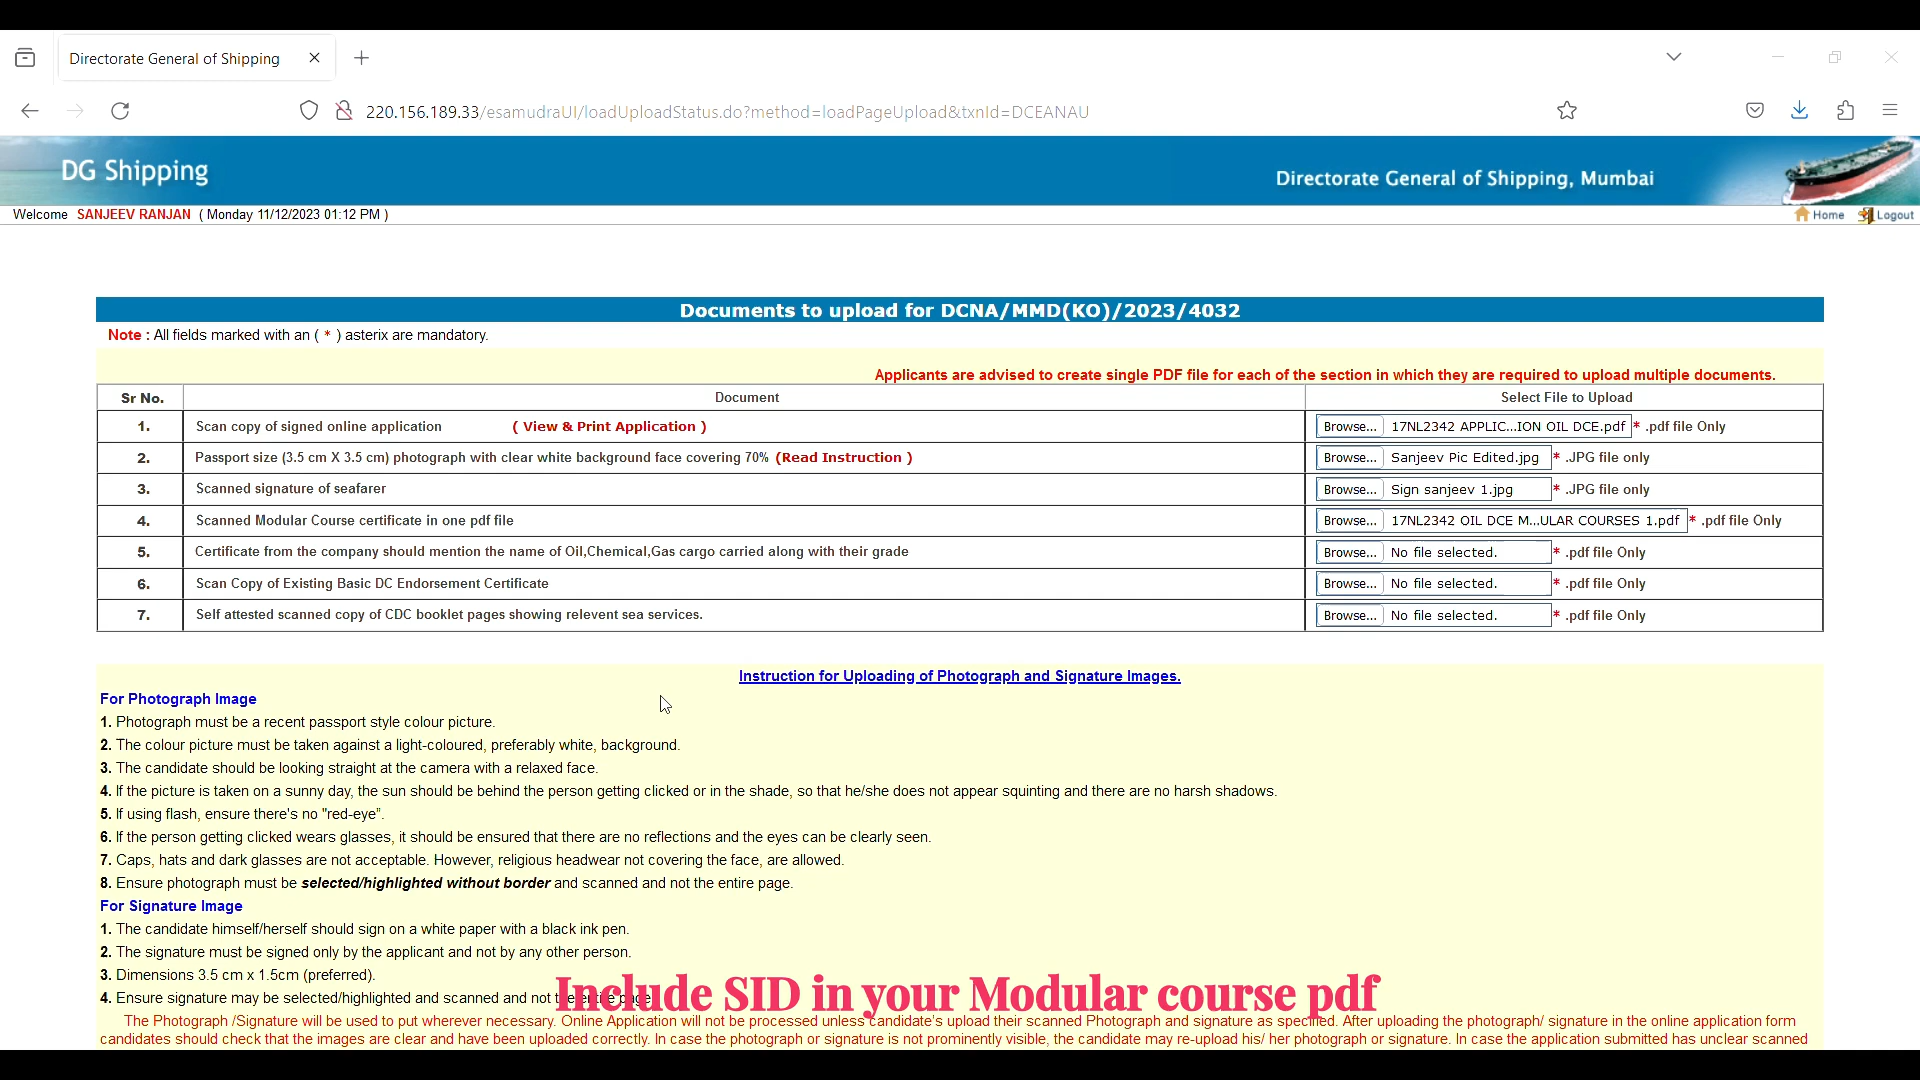 Directorate General of Shipping
220.156.189.33/esamudraUI/loadUploadStatus.do?method=loadPageUpload&txnId=DCEANAU
DG Shipping
Directorate General of Shipping, Mumbai
Welcome SANJEEV RANJAN ( Monday 11/12/2023 01:12 PM )
Home Logout
Documents to upload for DCNA/MMD(KO)/2023/4032
Note : All fields marked with an ( * ) asterix are mandatory.
Applicants are advised to create single PDF file for each of the section in which they are required to upload multiple documents.
Sr No. Document Select File to Upload
1. Scan copy of signed online application ( View & Print Application ) Browse... 17NL2342 APPLIC...ION OIL DCE.pdf * .pdf file Only
2. Passport size (3.5 cm X 3.5 cm) photograph with clear white background face covering 70% (Read Instruction ) Browse... Sanjeev Pic Edited.jpg * .JPG file only
3. Scanned signature of seafarer Browse... Sign sanjeev 1.jpg * .JPG file only
4. Scanned Modular Course certificate in one pdf file Browse... 17NL2342 OIL DCE M...ULAR COURSES 1.pdf * .pdf file Only
5. Certificate from the company should mention the name of Oil,Chemical,Gas cargo carried along with their grade Browse... No file selected. * .pdf file Only
6. Scan Copy of Existing Basic DC Endorsement Certificate Browse... No file selected. * .pdf file Only
7. Self attested scanned copy of CDC booklet pages showing relevent sea services. Browse... No file selected. * .pdf file Only
Instruction for Uploading of Photograph and Signature Images.
For Photograph Image
1. Photograph must be a recent passport style colour picture.
2. The colour picture must be taken against a light-coloured, preferably white, background.
3. The candidate should be looking straight at the camera with a relaxed face.
4. If the picture is taken on a sunny day, the sun should be behind the person getting clicked or in the shade, so that he/she does not appear squinting and there are no harsh shadows.
5. If using flash, ensure there's no "red-eye".
6. If the person getting clicked wears glasses, it should be ensured that there are no reflections and the eyes can be clearly seen.
7. Caps, hats and dark glasses are not acceptable. However, religious headwear not covering the face, are allowed.
8. Ensure photograph must be selected/highlighted without border and scanned and not the entire page.
For Signature Image
1. The candidate himself/herself should sign on a white paper with a black ink pen.
2. The signature must be signed only by the applicant and not by any other person.
3. Dimensions 3.5 cm x 1.5cm (preferred).
4. Ensure signature may be selected/highlighted and scanned and not the entire page
Include SID in your Modular course pdf
The Photograph /Signature will be used to put wherever necessary. Online Application will not be processed unless candidate's upload their scanned Photograph and signature as specified. After uploading the photograph/ signature in the online application form
candidates should check that the images are clear and have been uploaded correctly. In case the photograph or signature is not prominently visible, the candidate may re-upload his/ her photograph or signature. In case the application submitted has unclear scanned